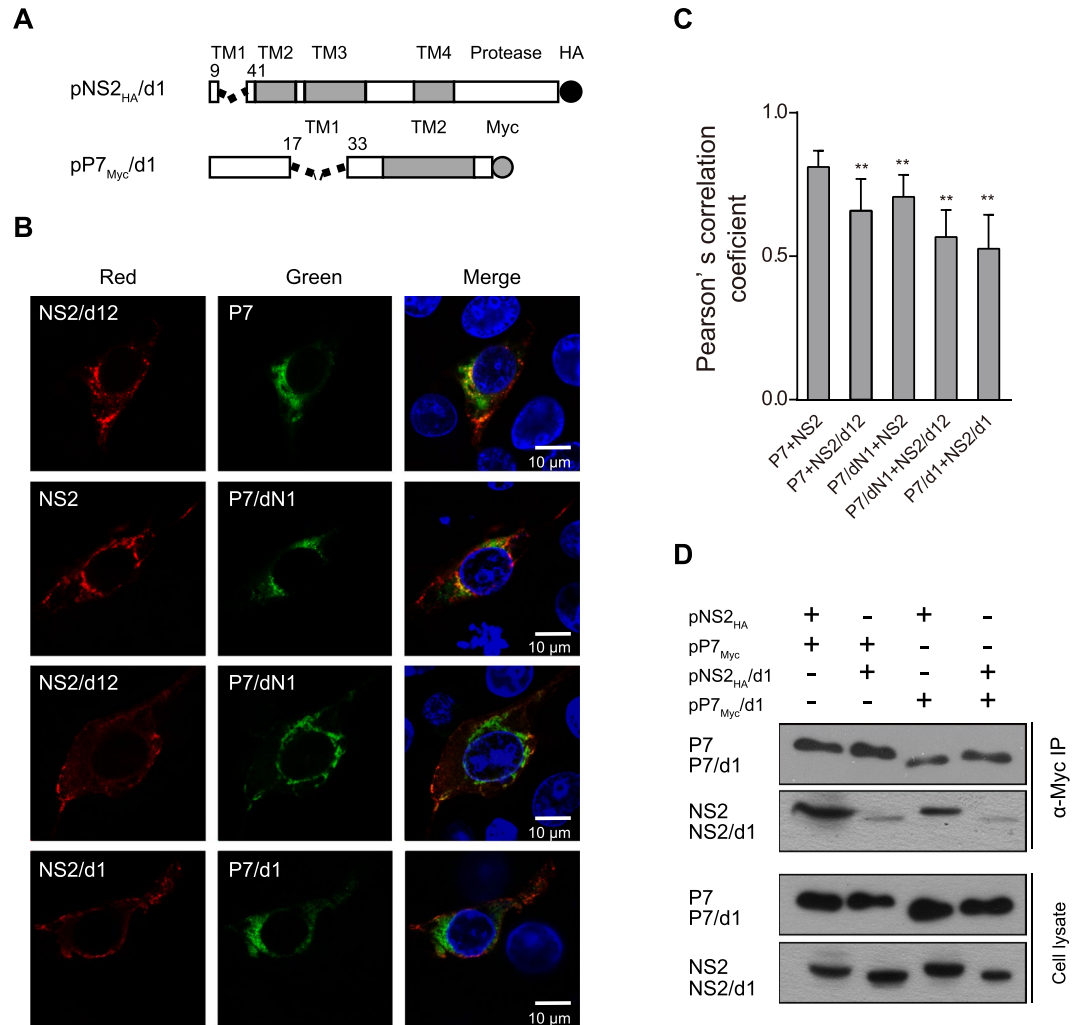 A
TM1 TM2 TM3 TM4 Protease HA
9 41
pNS2HA/d1
TM1 TM2 Myc
17 33
pP7Myc/d1
B
Red Green Merge
NS2/d12 P7
10 µm
NS2 P7/dN1
10 µm
NS2/d12 P7/dN1
10 µm
NS2/d1 P7/d1
10 µm
C
Pearson' s correlation
coeficient
1.0
0.5
0.0
** ** ** **
P7+NS2
P7+NS2/d12
P7/dN1+NS2
P7/dN1+NS2/d12
P7/d1+NS2/d1
D
pNS2HA + - + -
pP7Myc + + - -
pNS2HA/d1 - + - +
pP7Myc/d1 - - + +
P7
P7/d1
NS2
NS2/d1
α-Myc IP
P7
P7/d1
NS2
NS2/d1
Cell lysate